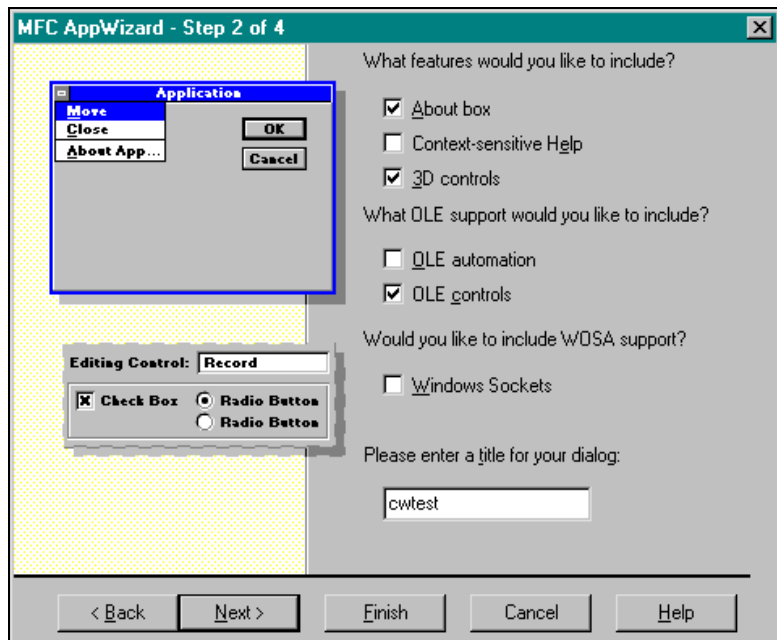 MFC AppWizard - Step 2 of 4
What features would you like to include?
Application
Move
Close
About App...
OK
Cancel
About box
Context-sensitive Help
3D controls
What OLE support would you like to include?
OLE automation
OLE controls
Would you like to include WOSA support?
Editing Control: Record
Check Box Radio Button
Radio Button
Windows Sockets
Please enter a title for your dialog:
cwtest
< Back Next > Finish Cancel Help